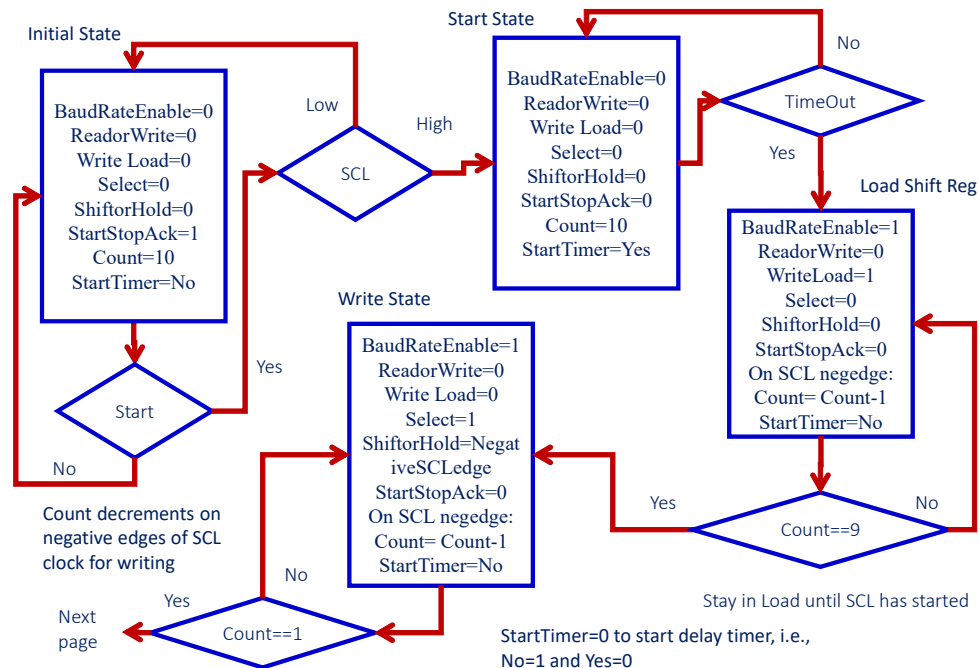 Initial State
BaudRateEnable=0
ReadorWrite=0
Write Load=0
Select=0
ShiftorHold=0
StartStopAck=1
Count=10
StartTimer=No
Start
Yes
No
Low
SCL
High
Start State
BaudRateEnable=0
ReadorWrite=0
Write Load=0
Select=0
ShiftorHold=0
StartStopAck=0
Count=10
StartTimer=Yes
No
TimeOut
Yes
Load Shift Reg
BaudRateEnable=1
ReadorWrite=0
WriteLoad=1
Select=0
ShiftorHold=0
StartStopAck=0
On SCL negedge:
Count= Count-1
StartTimer=No
Yes
No
Count==9
Stay in Load until SCL has started
Write State
BaudRateEnable=1
ReadorWrite=0
Write Load=0
Select=1
ShiftorHold=Negat
iveSCLedge
StartStopAck=0
On SCL negedge:
Count= Count-1
StartTimer=No
No
Yes
Count==1
Next
page
Count decrements on
negative edges of SCL
clock for writing
StartTimer=0 to start delay timer, i.e.,
No=1 and Yes=0